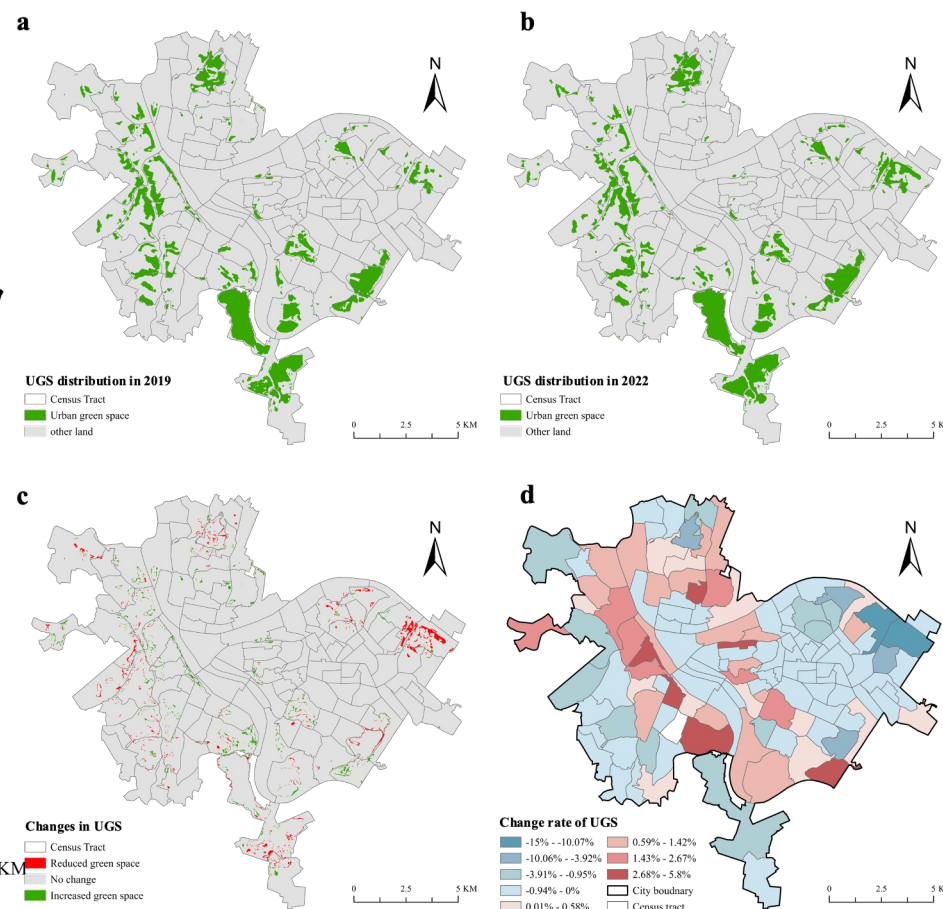 a
N
UGS distribution in 2019
Census Tract
Urban green space
other land
0 2.5 5 KM
b
N
UGS distribution in 2022
Census Tract
Urban green space
Other land
0 2.5 5 K
c
N
Changes in UGS
Census Tract
Reduced green space
No change
Increased green space
KM
0 2.5 5 KM
d
N
Change rate of UGS
-15% - -10.07%
-10.06% - -3.92%
-3.91% - -0.95%
-0.94% - 0%
0.01% - 0.58%
0.59% - 1.42%
1.43% - 2.67%
2.68% - 5.8%
City boudnary
Census tract
0 2.5 5 K